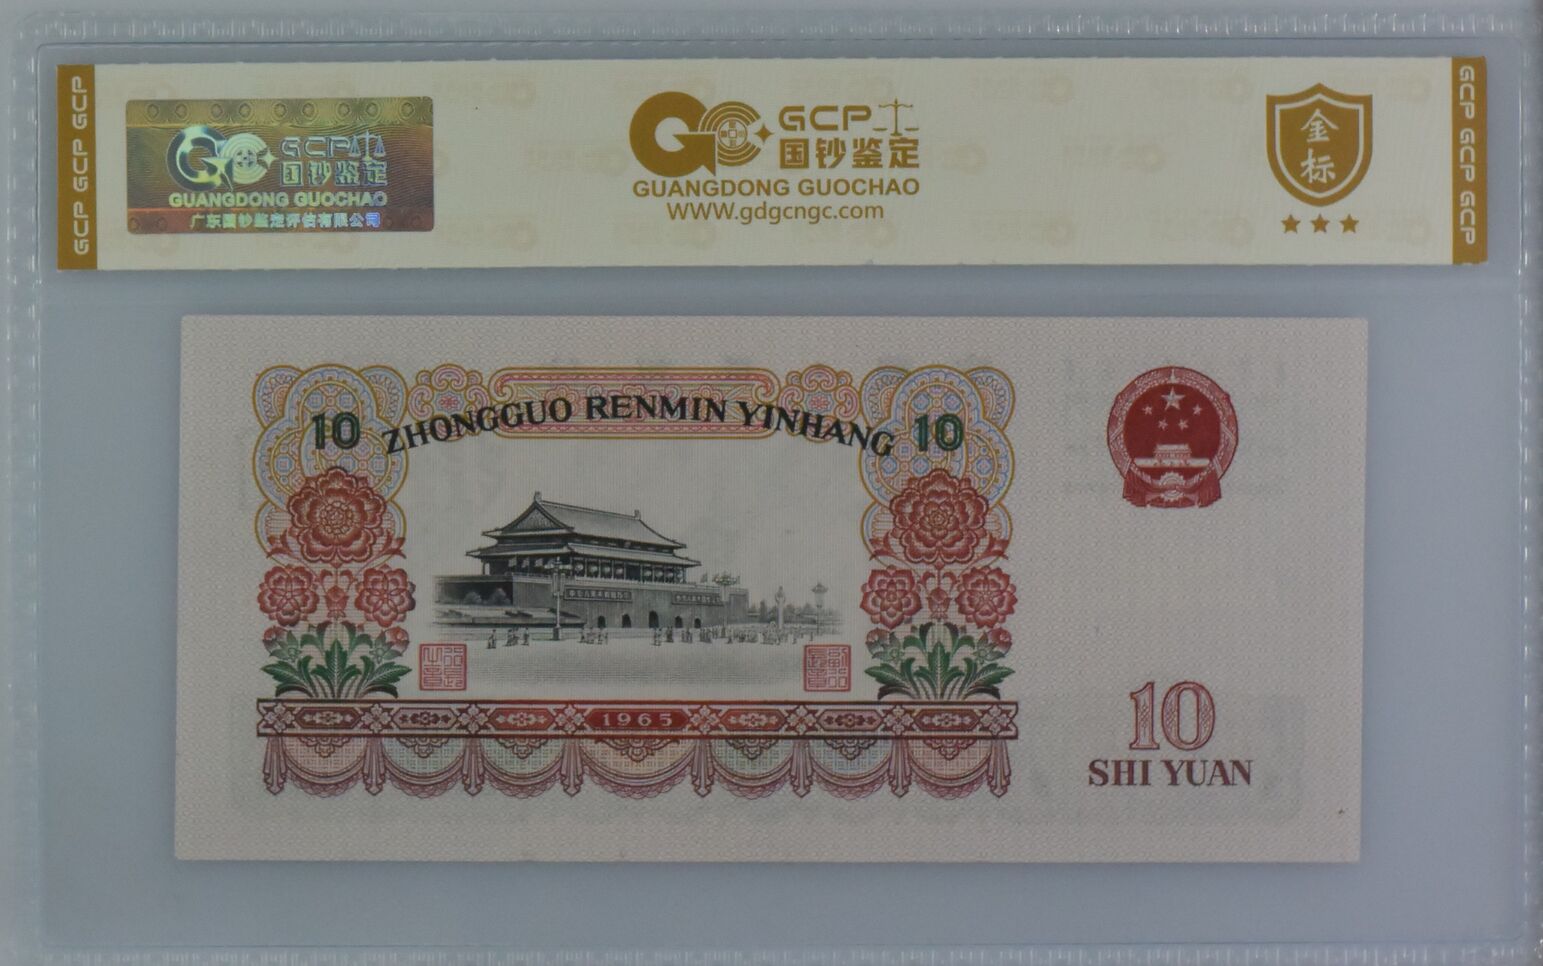 GCP GCP GCP
GCP
国钞鉴定
GUANGDONG GUOCHAO
广东国钞鉴定评估有限公司
GCP
国钞鉴定
GUANGDONG GUOCHAO
WWW.gdgcngc.com
金
标
GCP GCP GCP
10 ZHONGGUO RENMIN YINHANG 10
1965
10
SHI YUAN